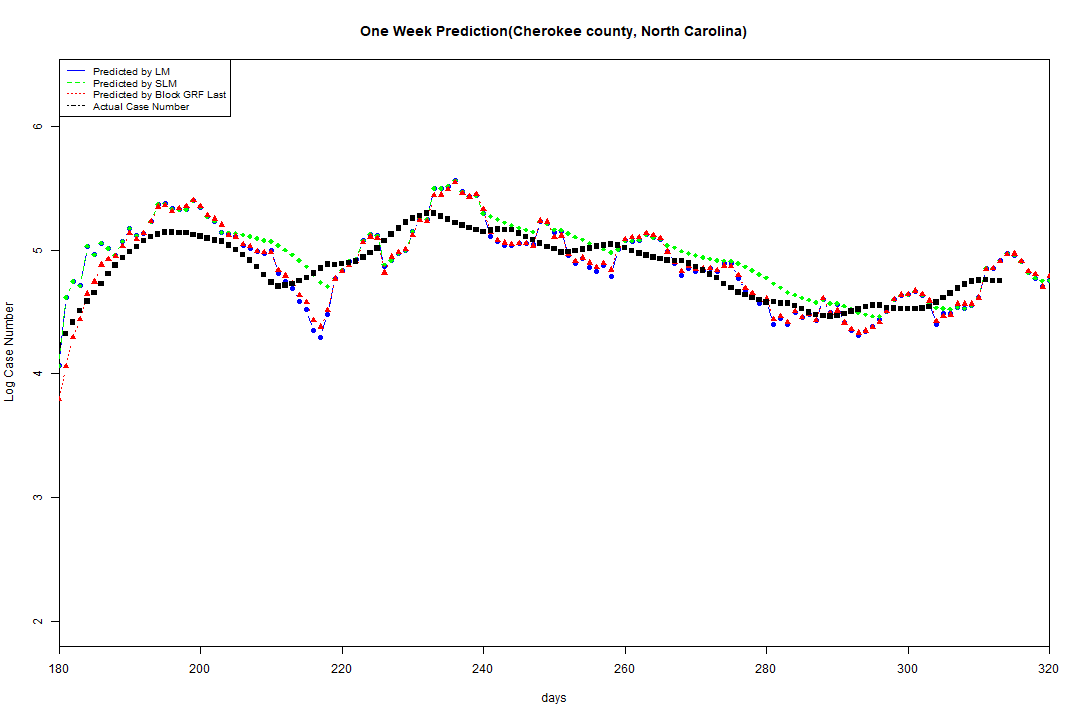 One Week Prediction(Cherokee county, North Carolina)
Predicted by LM
Predicted by SLM
Predicted by Block GRF Last
Actual Case Number
6
5
4
3
2
Log Case Number
180 200 220 240 260 280 300 320
days